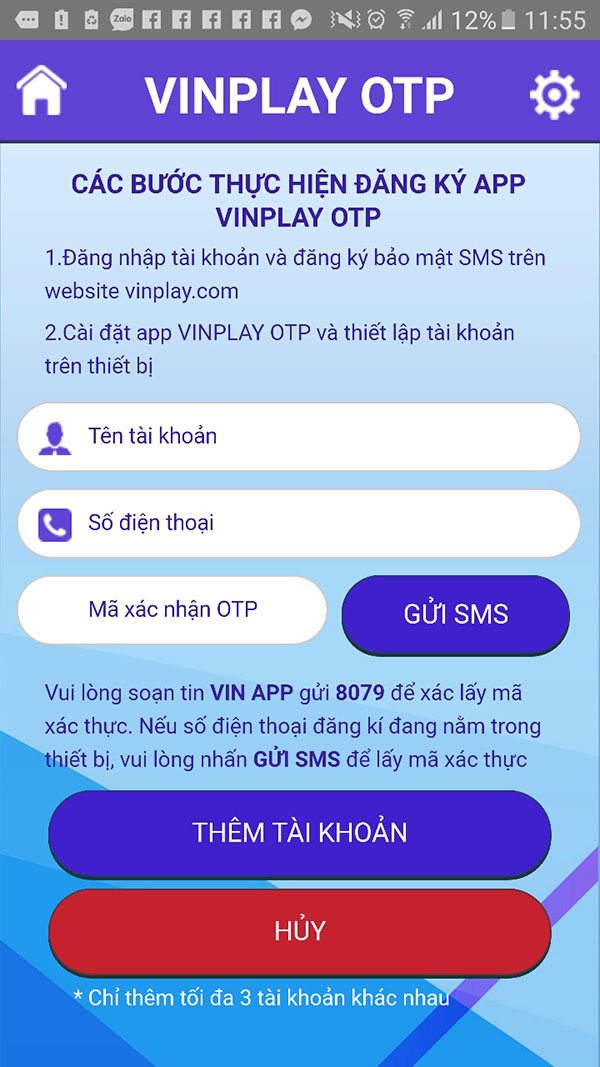 Zalo 12% 11:55
VINPLAY OTP
CÁC BƯỚC THỰC HIỆN ĐĂNG KÝ APP
VINPLAY OTP
1.Đăng nhập tài khoản và đăng ký bảo mật SMS trên
website vinplay.com
2.Cài đặt app VINPLAY OTP và thiết lập tài khoản
trên thiết bị
Tên tài khoản
Số điện thoại
Mã xác nhận OTP
GỬI SMS
Vui lòng soạn tin VIN APP gửi 8079 để xác lấy mã
xác thực. Nếu số điện thoại đăng kí đang nằm trong
thiết bị, vui lòng nhấn GỬI SMS để lấy mã xác thực
THÊM TÀI KHOẢN
HỦY
* Chỉ thêm tối đa 3 tài khoản khác nhau